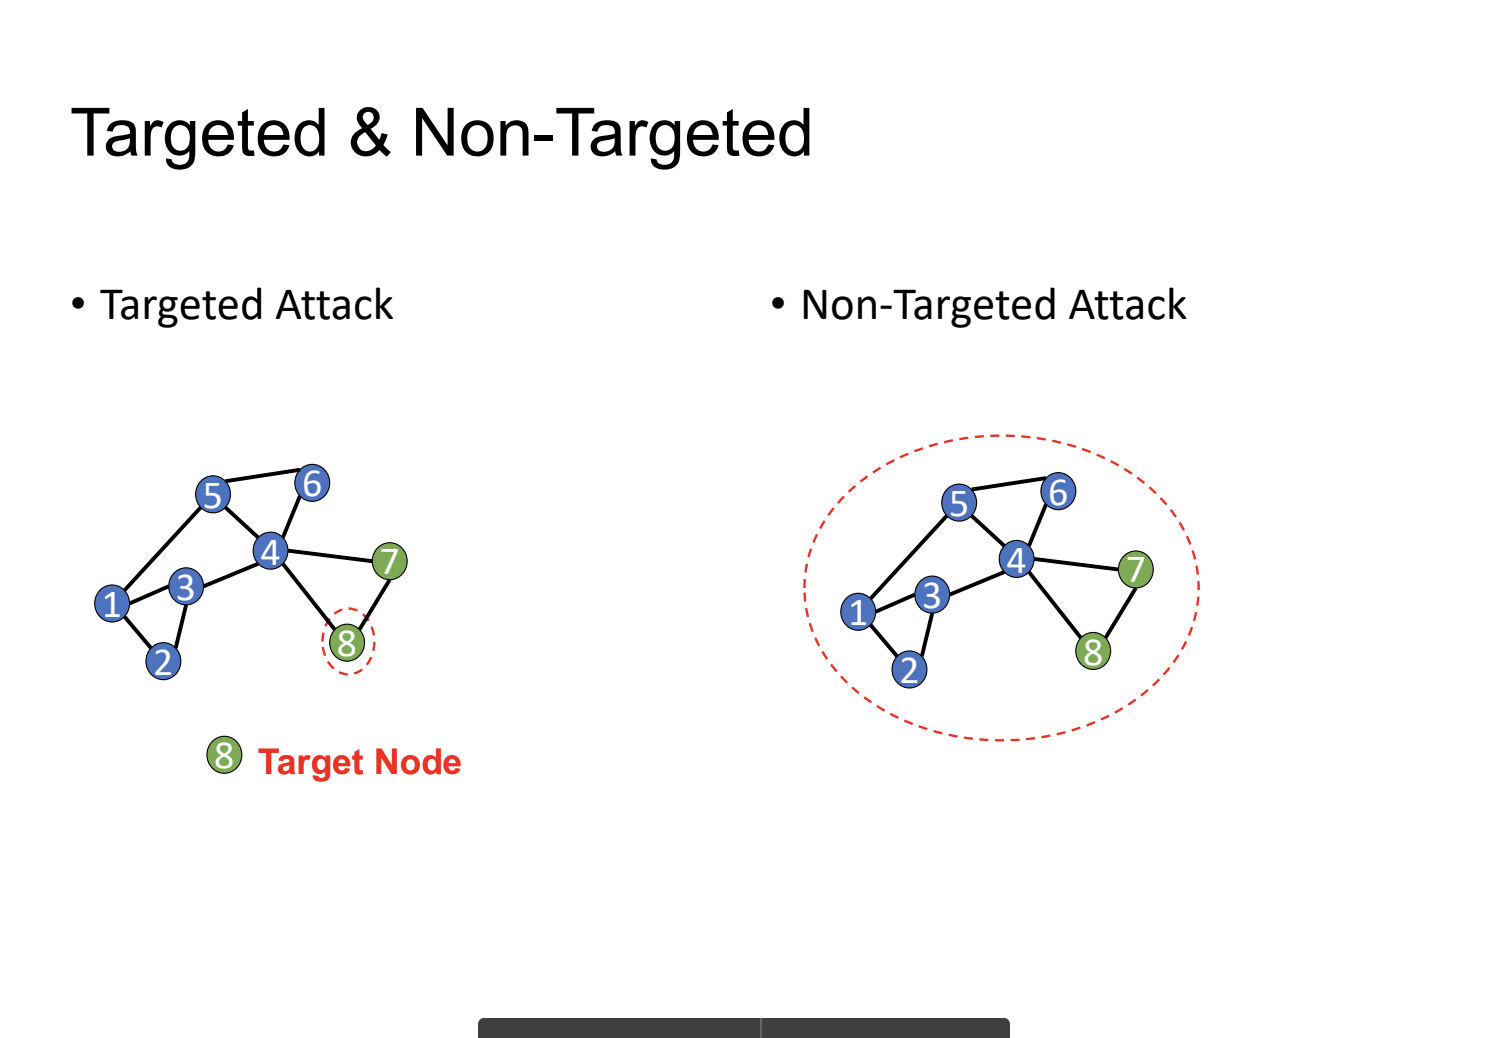 Targeted & Non-Targeted
• Targeted Attack
• Non-Targeted Attack
5 6
4 7
1 3
2 8
8 Target Node
5 6
4 7
1 3
2 8